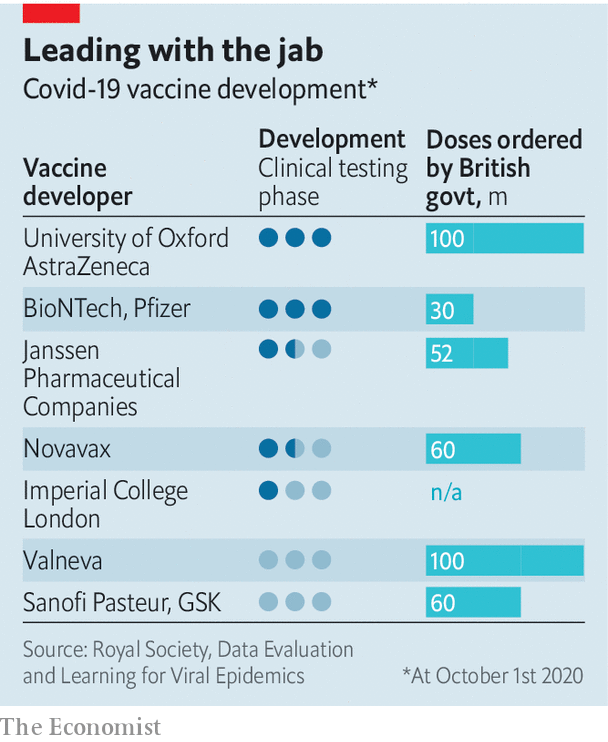 Leading with the jab
Covid-19 vaccine development*
Vaccine
developer
Development
Clinical testing
phase
Doses ordered
by British
govt, m
University of Oxford
AstraZeneca
100
BioNTech, Pfizer
30
Janssen
Pharmaceutical
Companies
52
Novavax
60
Imperial College
London
n/a
Valneva
100
Sanofi Pasteur, GSK
60
Source: Royal Society, Data Evaluation
and Learning for Viral Epidemics
*At October 1st 2020
The Economist